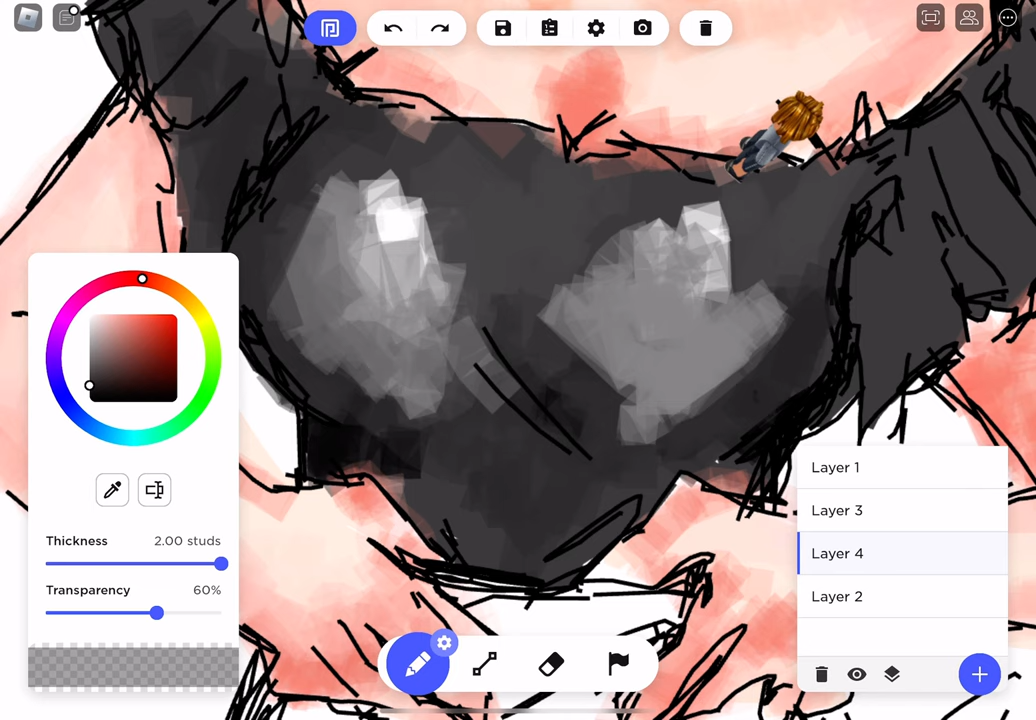 Layer 1
Layer 3
Layer 4
Layer 2
Thickness 2.00 studs
Transparency 60%